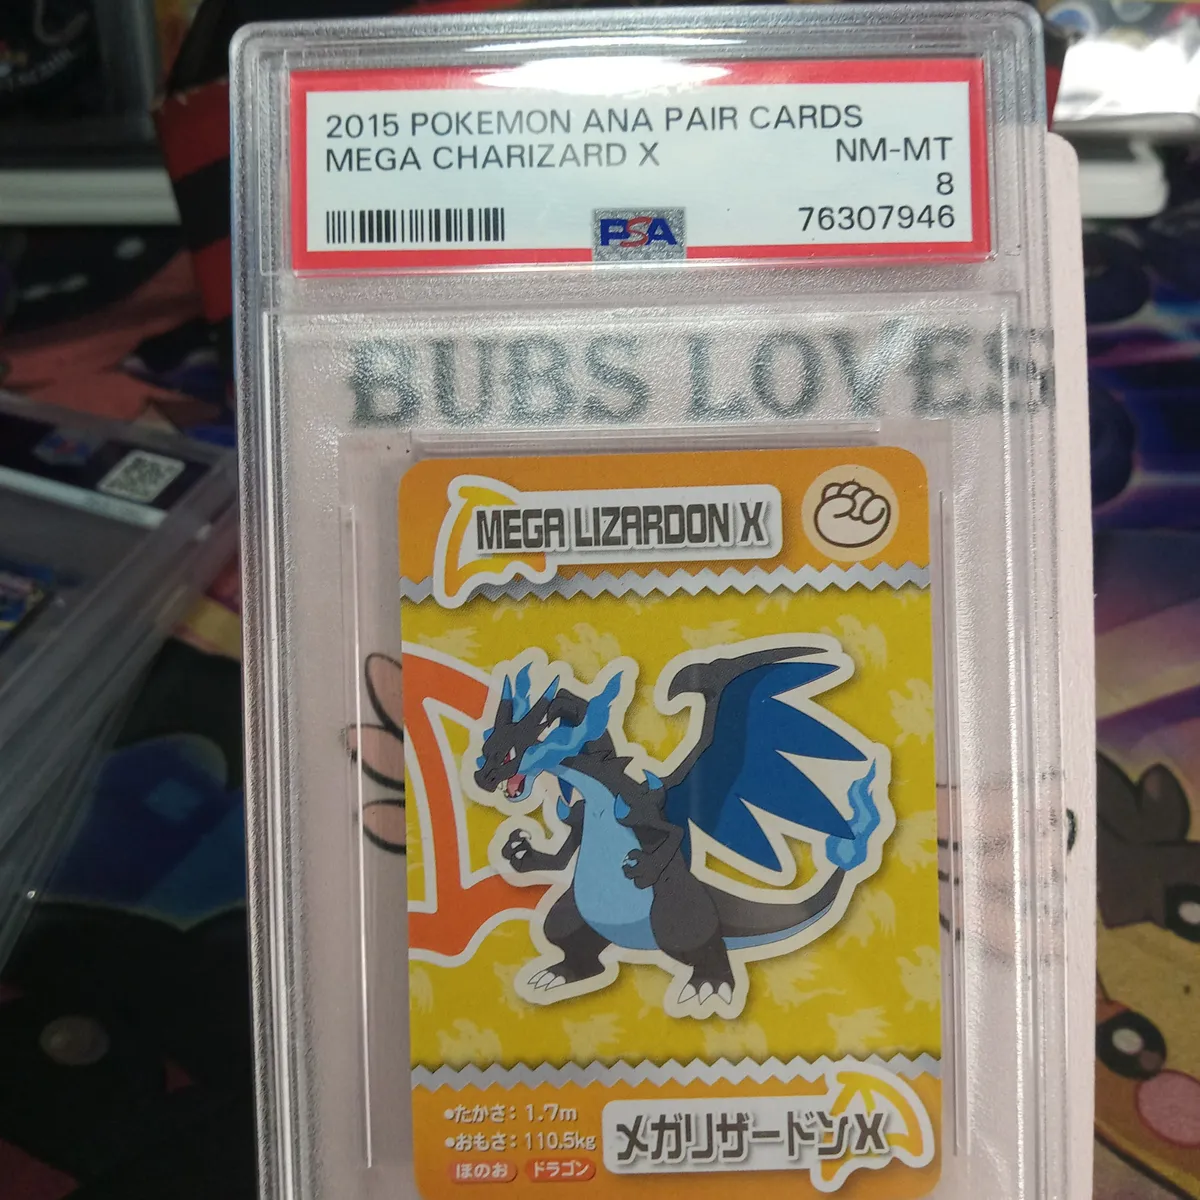 2015 POKEMON ANA PAIR CARDS
MEGA CHARIZARD X
NM-MT
8
PSA
76307946
BUBS LOVES
MEGA LIZARDON X
•たかさ：1.7m
•おもさ：110.5kg
ほのお ドラゴン
メガリザードンX